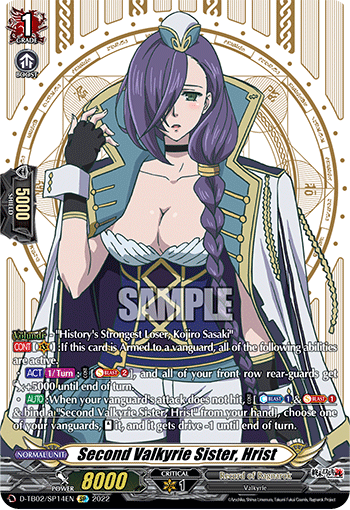 1
GRADE
BOOST
5000
SHIELD
SAMPLE
- "History's Strongest Loser, Kojiro Sasaki"
CONT :If this card is Armed to a vanguard, all of the following abilities
are active.
· ACT 1/Turn :[ BLAST 2], and all of your front row rear-guards get
+5000 until end of turn.
· AUTO :When your vanguard's attack does not hit, [ BLAST 1 & BLAST 1
& bind a "Second Valkyrie Sister, Hrist" from your hand], choose one
of your vanguards, it, and it gets drive -1 until end of turn.
NORMAL UNIT
Second Valkyrie Sister, Hrist
POWER
8000
CRITICAL
1
Record of Ragnarok
Valkyrie
D-TB02/SP14EN SP 2022